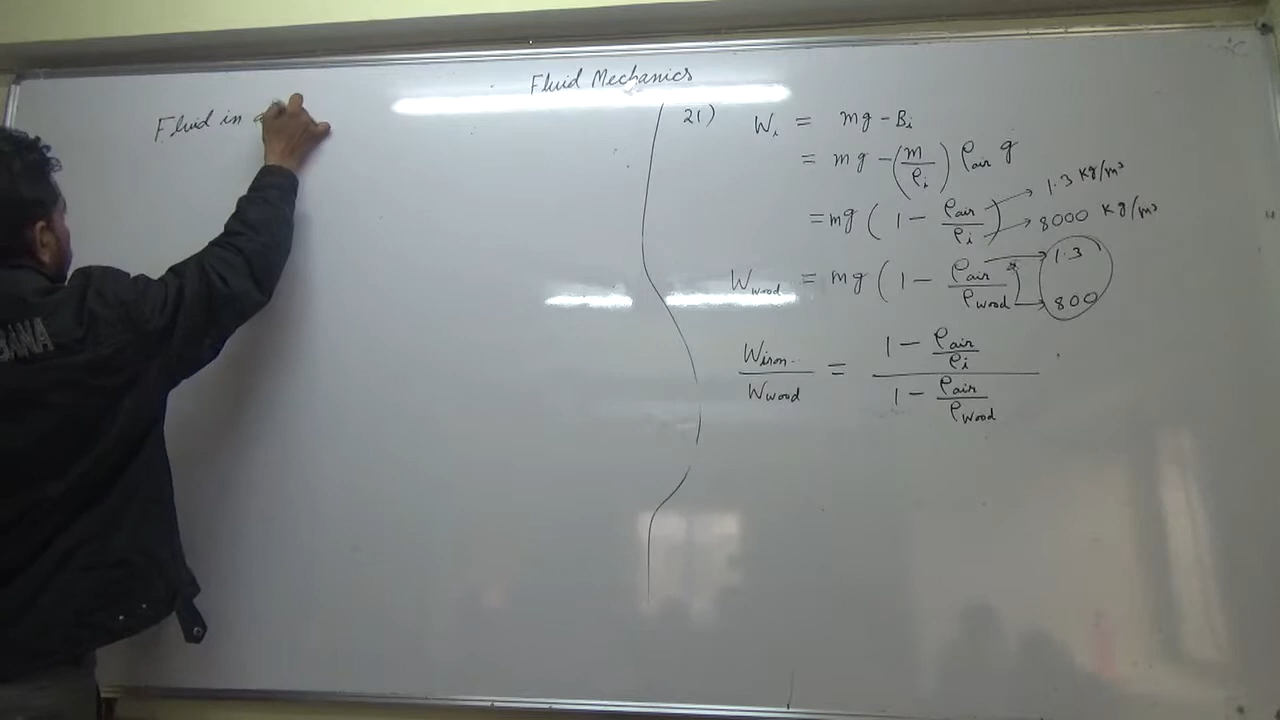 Fluid Mechanics
Fluid in
21) Wi = mg - Bi
= mg - (m/ρi) ρair g
= mg (1 - ρair/ρi) → 1.3 Kg/m³ → 8000 Kg/m³
Wwood = mg (1 - ρair/ρwood) → 1.3 → 800
Wiron/Wwood = (1 - ρair/ρi)/(1 - ρair/ρwood)